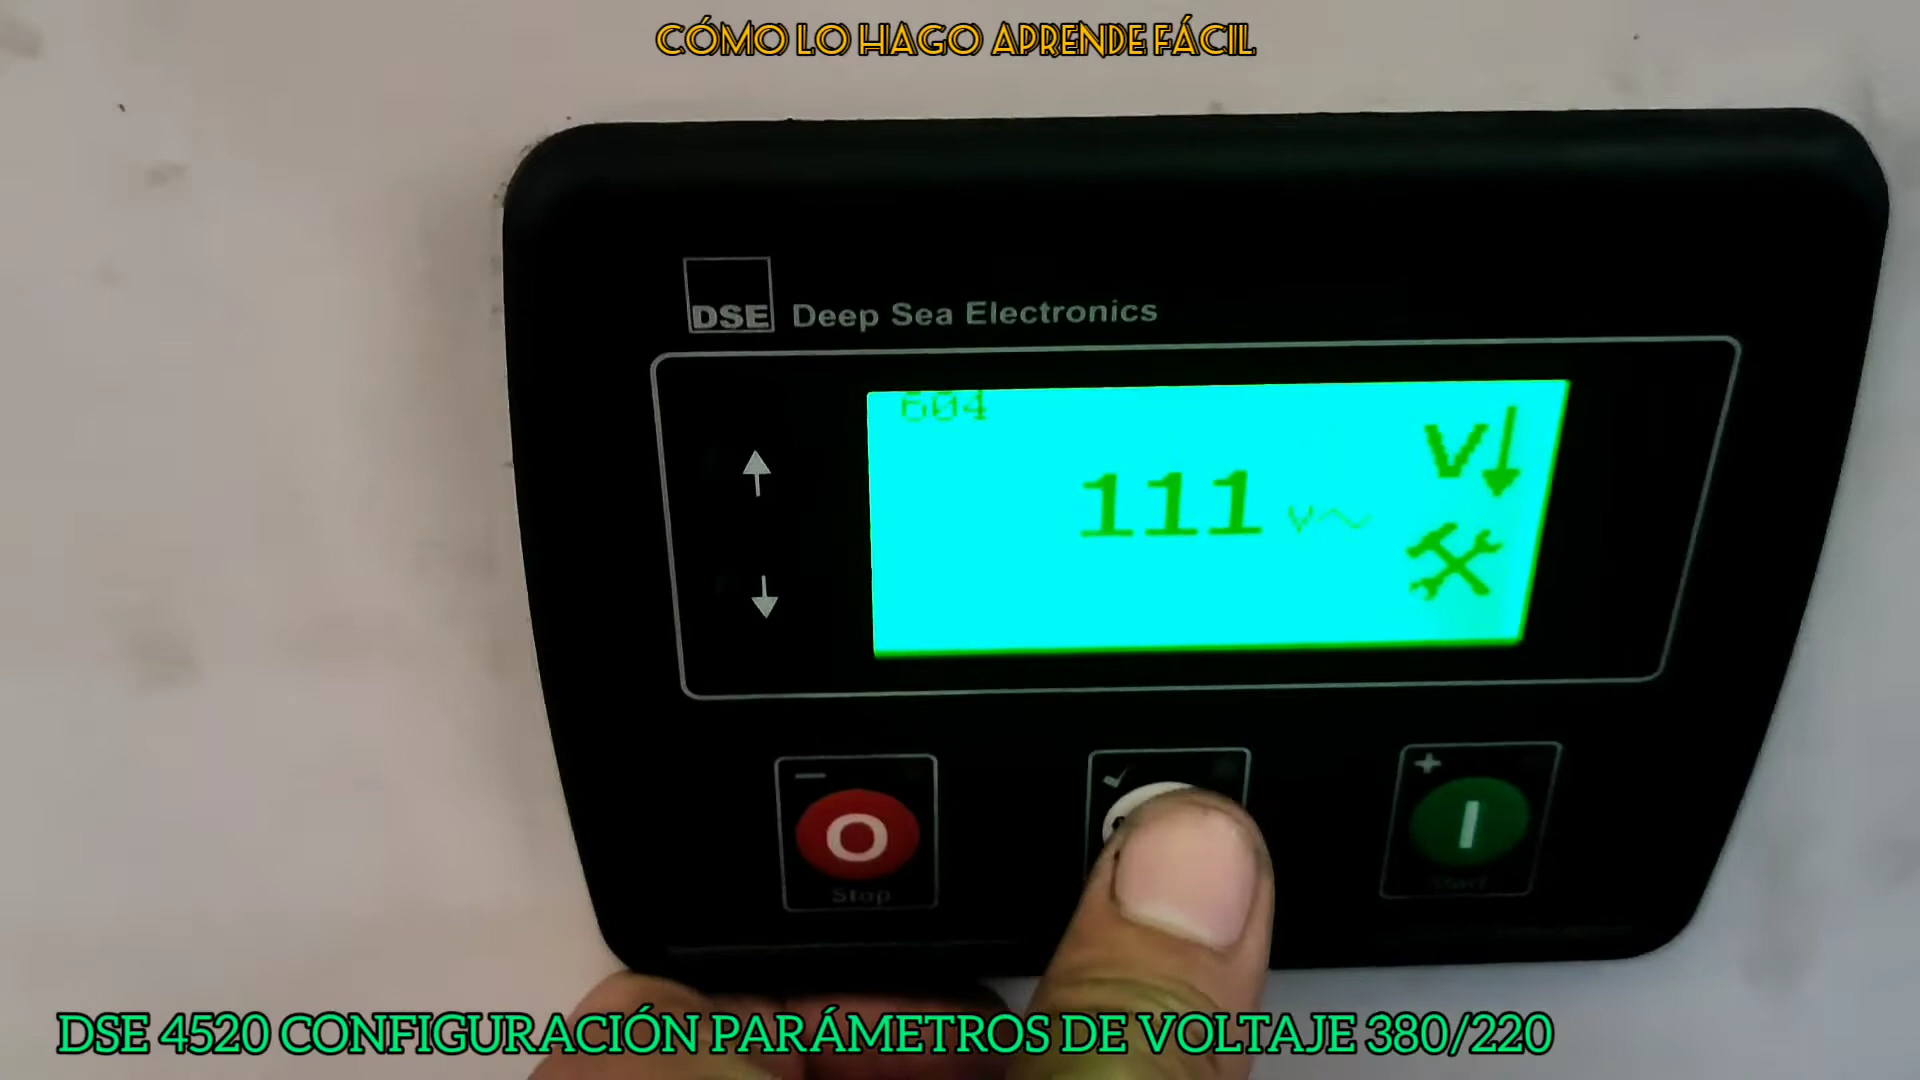 CÓMO LO HAGO APRENDE FÁCIL
DSE Deep Sea Electronics
604
V
111 V~
Stop
Start
DSE 4520 CONFIGURACIÓN PARÁMETROS DE VOLTAJE 380/220